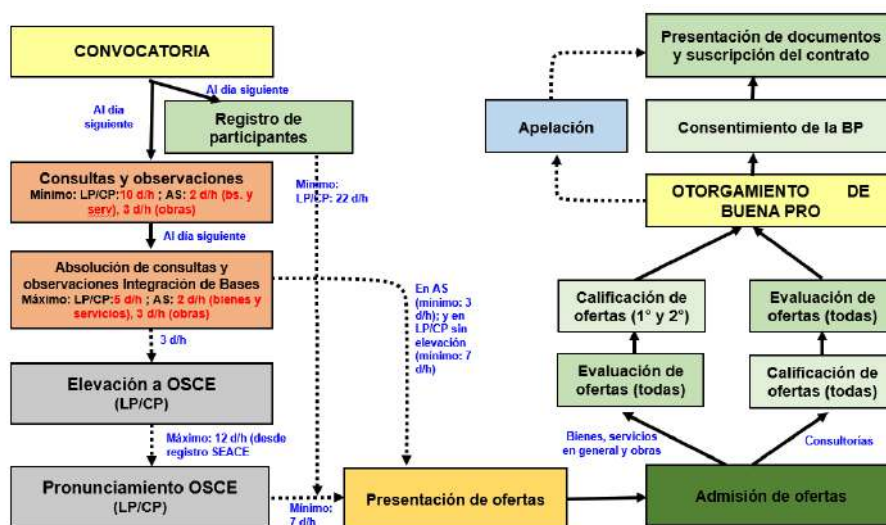 CONVOCATORIA
Al día siguiente
Al día
siguiente
Registro de
participantes
Consultas y observaciones
Mínimo: LP/CP:10 d/h ; AS: 2 d/h (bs. y
serv), 3 d/h (obras)
Mínimo:
LP/CP: 22 d/h
Al día siguiente
Absolución de consultas y
observaciones Integración de Bases
Máximo: LP/CP:5 d/h ; AS: 2 d/h (bienes y
servicios), 3 d/h (obras)
3 d/h
En AS
(mínimo: 3
d/h); y en
LP/CP sin
elevación
(mínimo: 7
d/h)
Elevación a OSCE
(LP/CP)
Máximo: 12 d/h (desde
registro SEACE
Pronunciamiento OSCE
(LP/CP)
Mínimo:
7 d/h
Presentación de ofertas
Admisión de ofertas
Bienes, servicios
en general y obras
Consultorías
Evaluación de
ofertas (todas)
Calificación de
ofertas (todas)
Calificación de
ofertas (1° y 2°)
Evaluación de
ofertas (todas)
OTORGAMIENTO DE
BUENA PRO
Apelación
Consentimiento de la BP
Presentación de documentos
y suscripción del contrato